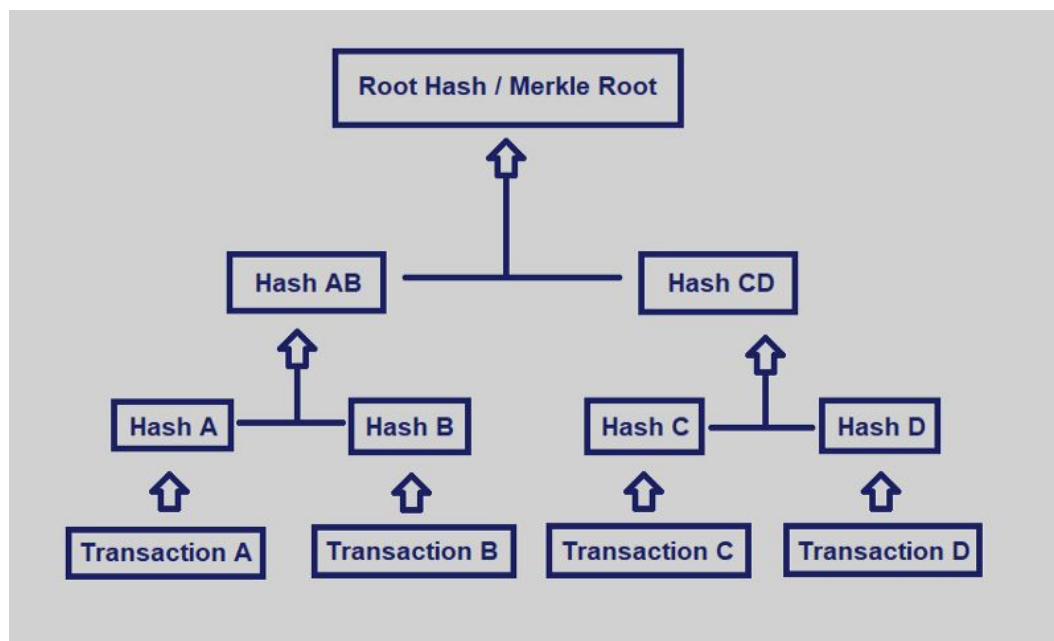 Root Hash / Merkle Root
Hash AB
Hash CD
Hash A
Hash B
Hash C
Hash D
Transaction A
Transaction B
Transaction C
Transaction D